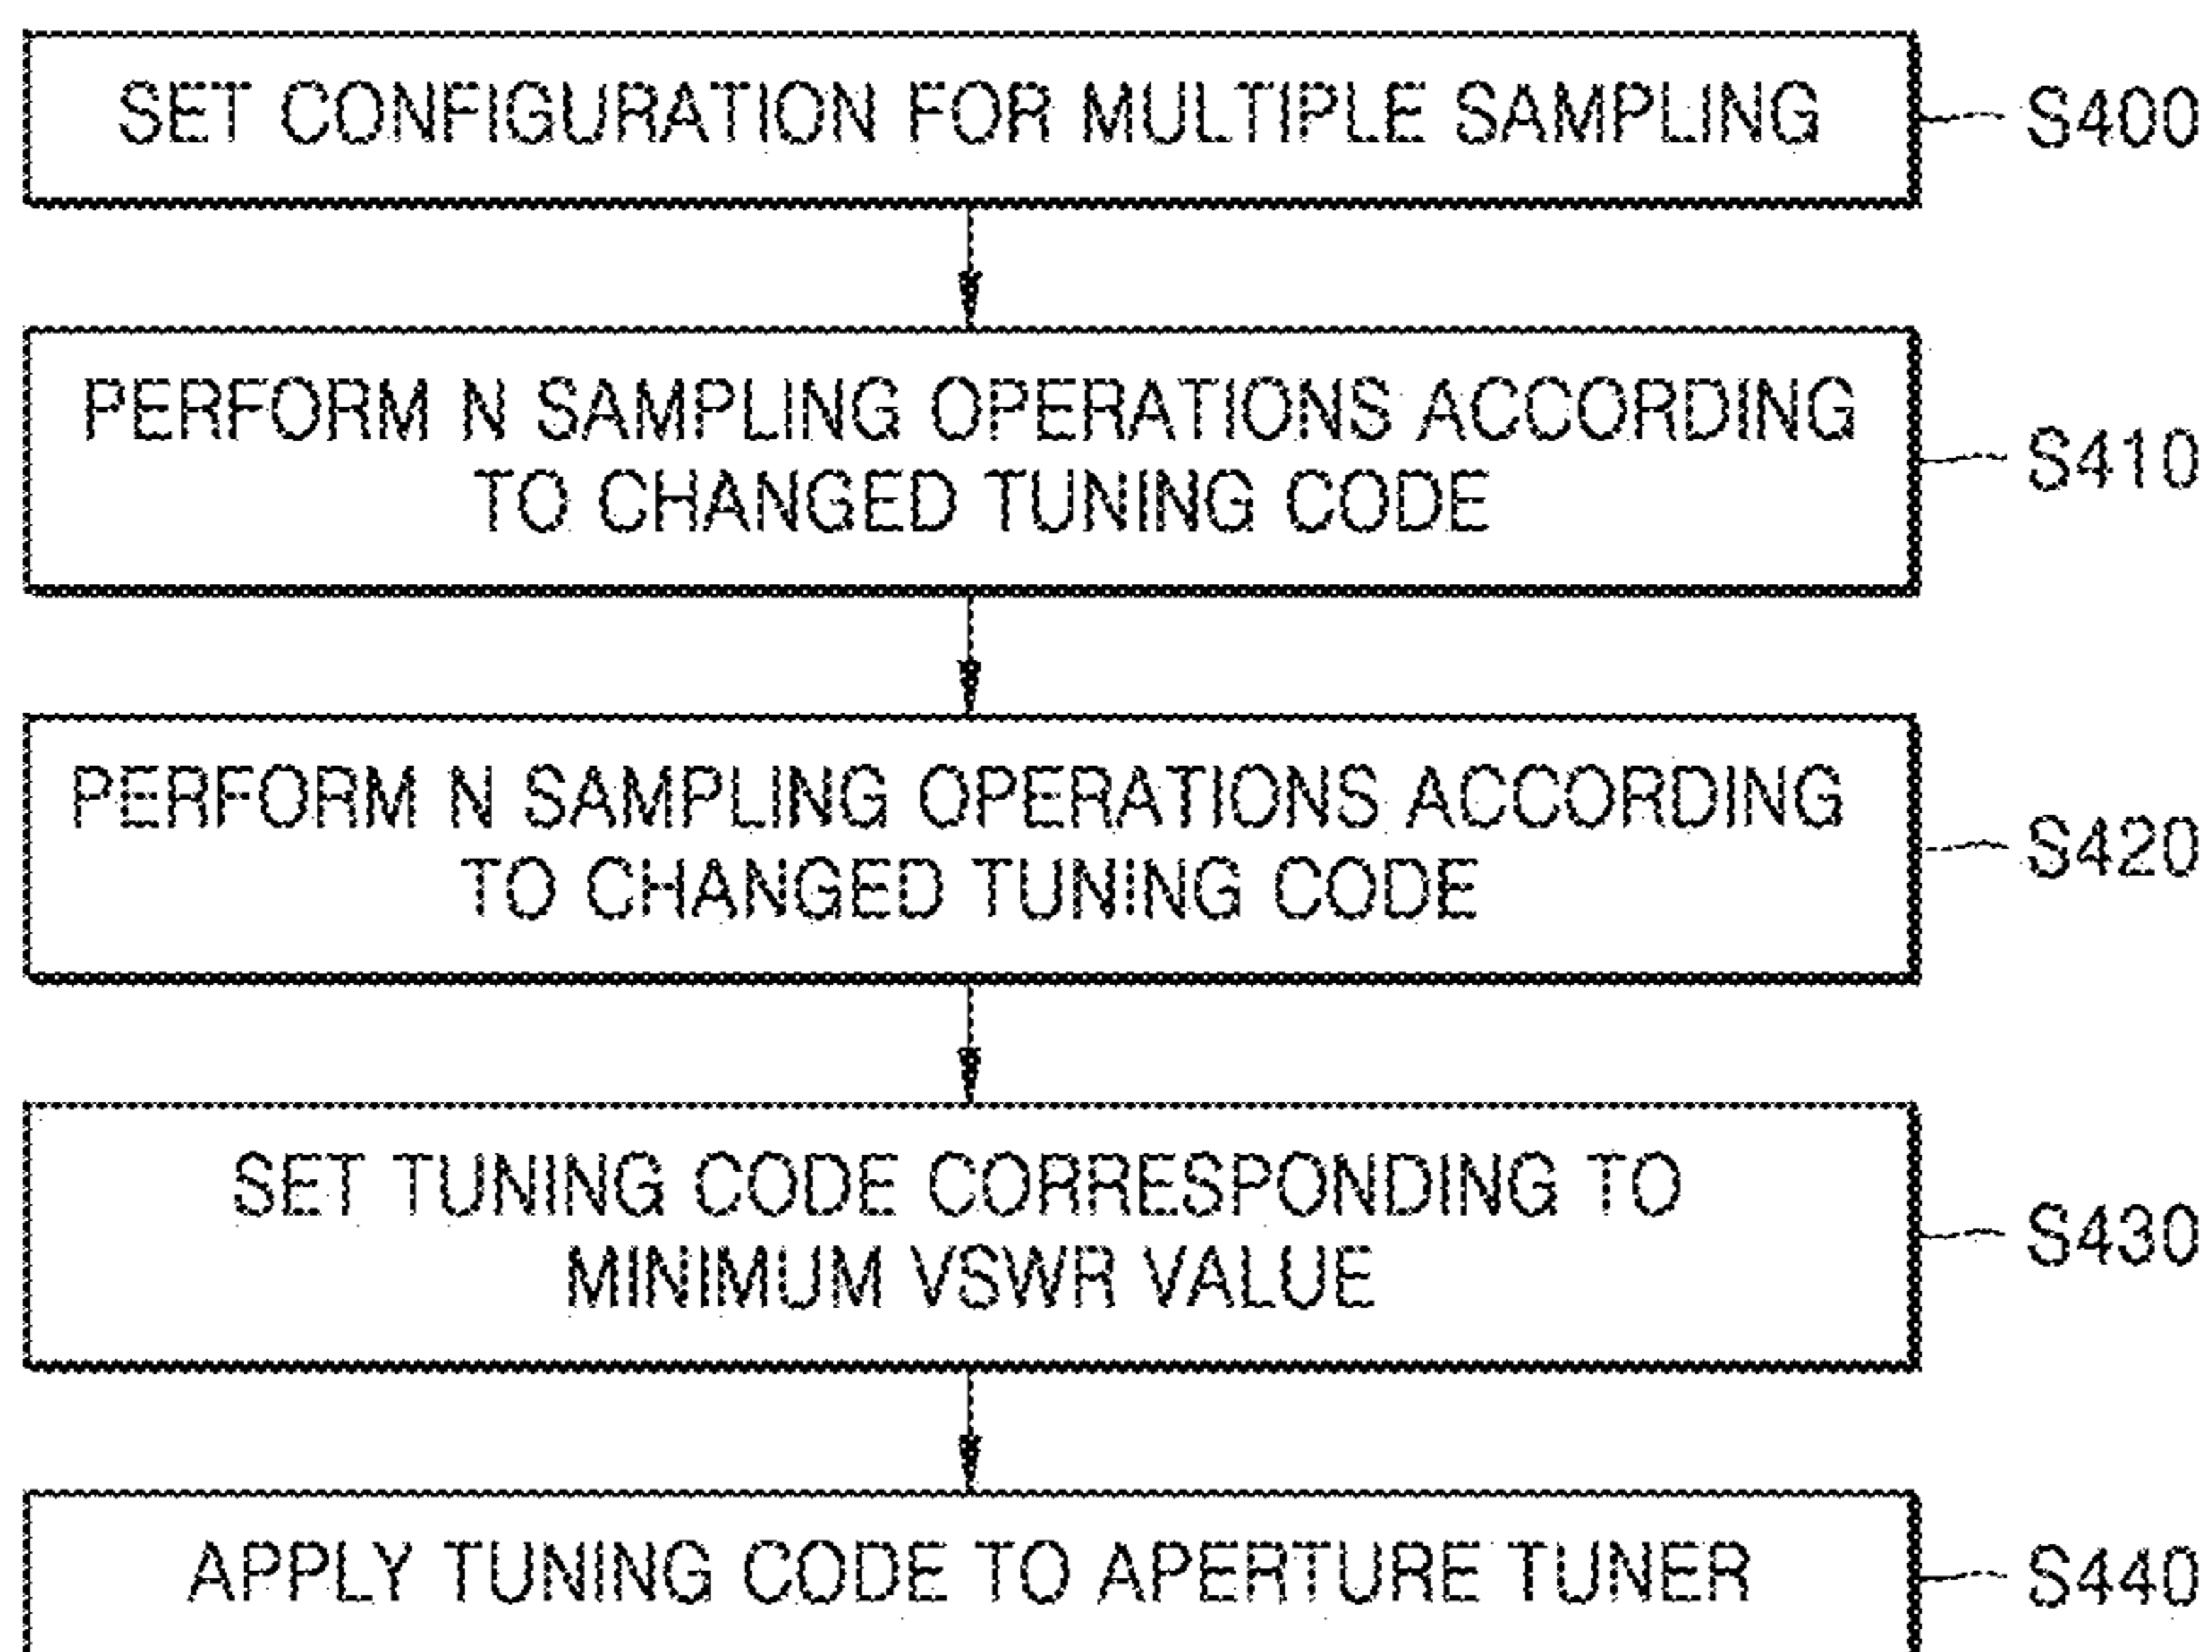 SET CONFIGURATION FOR MULTIPLE SAMPLING
S400
PERFORM N SAMPLING OPERATIONS ACCORDING
TO CHANGED TUNING CODE
S410
PERFORM N SAMPLING OPERATIONS ACCORDING
TO CHANGED TUNING CODE
S420
SET TUNING CODE CORRESPONDING TO
MINIMUM VSWR VALUE
S430
APPLY TUNING CODE TO APERTURE TUNER
S440